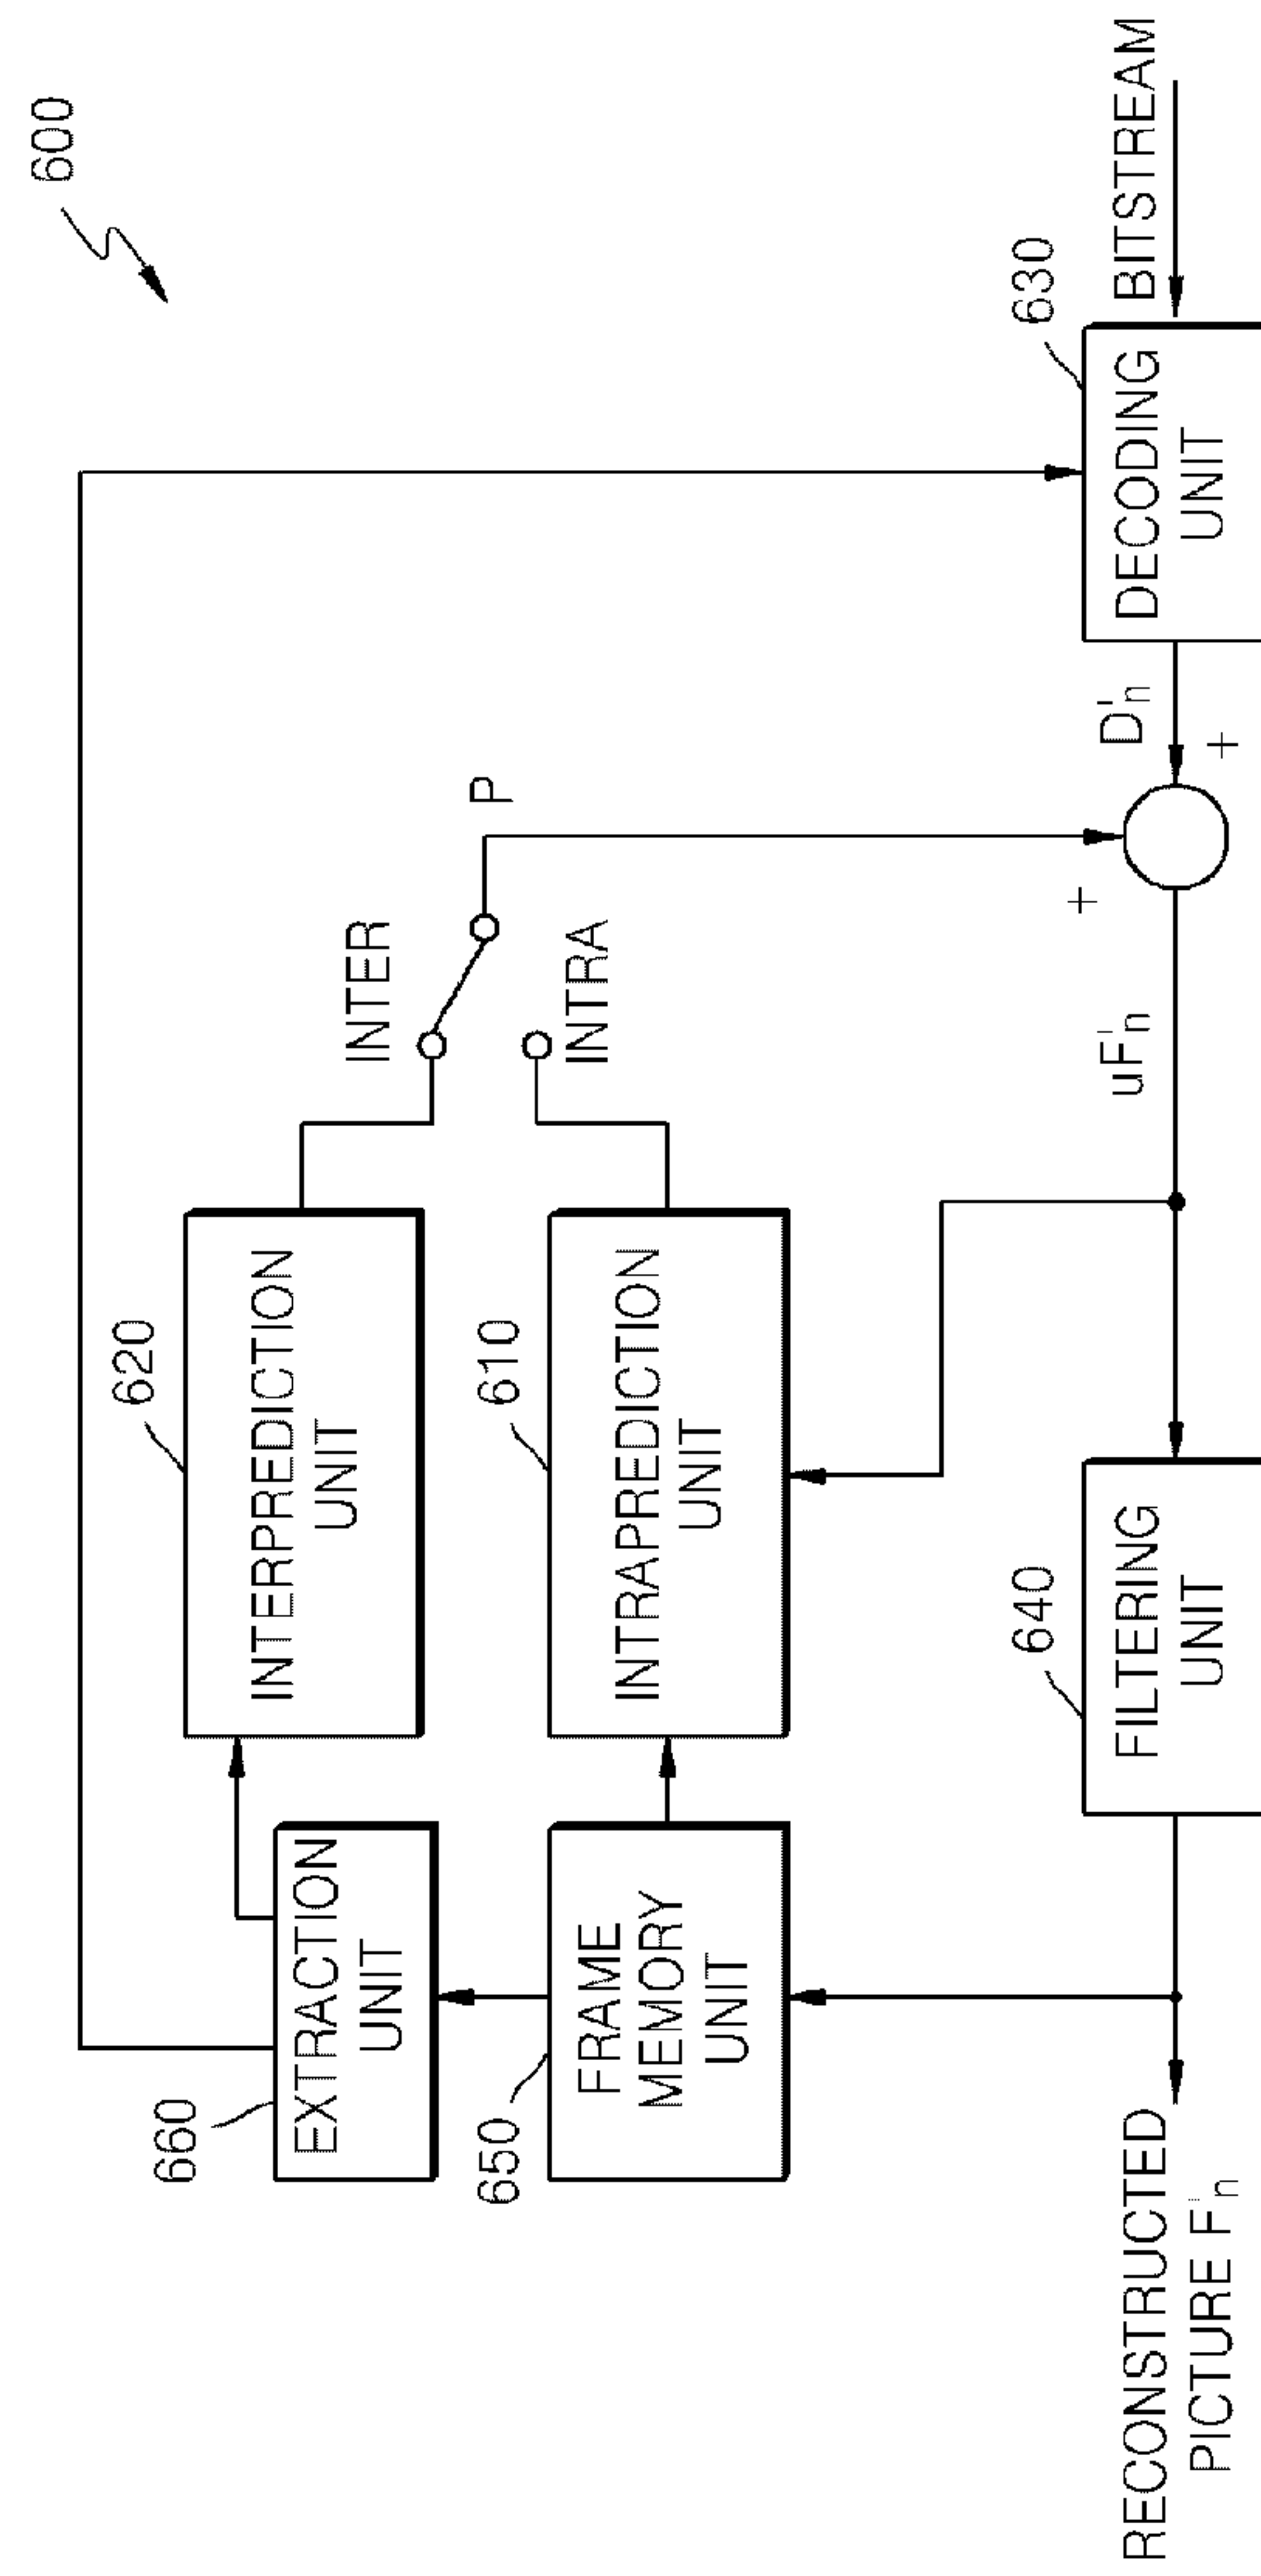 600
660
EXTRACTION
UNIT
620
INTERPREDICTION
UNIT
INTER
P
650
FRAME
MEMORY
UNIT
610
INTRAPREDICTION
UNIT
INTRA
RECONSTRUCTED
PICTURE F'n
640
FILTERING
UNIT
uF'n
+
D'n
+
630
DECODING
UNIT
BITSTREAM